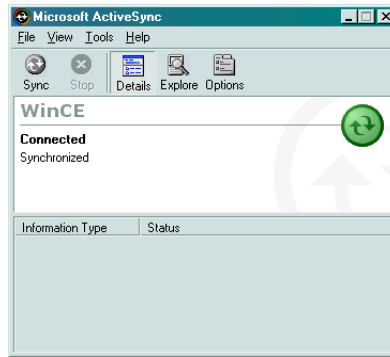 Microsoft ActiveSync
File View Tools Help
Sync Stop Details Explore Options
WinCE
Connected
Synchronized
Information Type Status